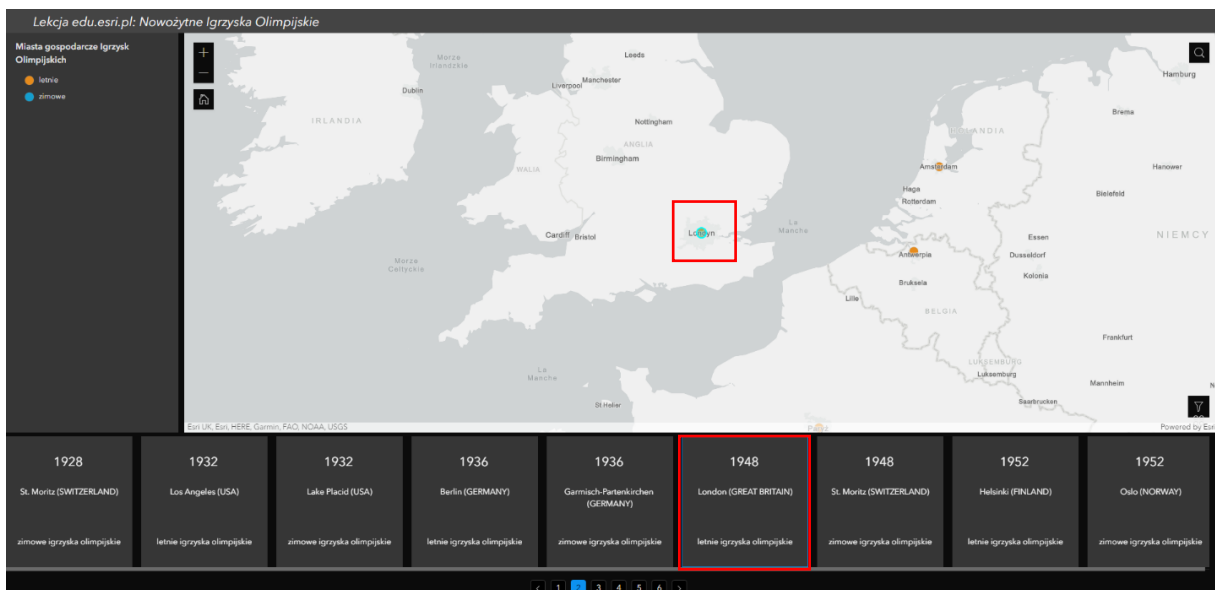 Lekcja edu.esri.pl: Nowożytne Igrzyska Olimpijskie
Miasta gospodarcze Igrzysk
Olimpijskich
letnie
zimowe
+
−
Morze
Irlandzkie
Leeds
Manchester
Liverpool
Dublin
IRLANDIA
Nottingham
ANGLIA
Birmingham
WALIA
Cardiff
Bristol
Londyn
La
Manche
Morze
Celtyckie
La
Manche
St Helier
Hamburg
Brema
HOLANDIA
Amsterdam
Hanower
Haga
Rotterdam
Bielefeld
Essen
NIEMCY
Antwerpia
Dusseldorf
Bruksela
Kolonia
Lille
BELGIA
Frankfurt
LUKSEMBURG
Luksemburg
Mannheim
N
Saarbrucken
Esri UK, Esri, HERE, Garmin, FAO, NOAA, USGS
Powered by Esri
1928
St. Moritz (SWITZERLAND)
zimowe igrzyska olimpijskie
1932
Los Angeles (USA)
letnie igrzyska olimpijskie
1932
Lake Placid (USA)
zimowe igrzyska olimpijskie
1936
Berlin (GERMANY)
letnie igrzyska olimpijskie
1936
Garmisch-Partenkirchen
(GERMANY)
zimowe igrzyska olimpijskie
1948
London (GREAT BRITAIN)
letnie igrzyska olimpijskie
1948
St. Moritz (SWITZERLAND)
zimowe igrzyska olimpijskie
1952
Helsinki (FINLAND)
letnie igrzyska olimpijskie
1952
Oslo (NORWAY)
zimowe igrzyska olimpijskie
< 1 2 3 4 5 6 >